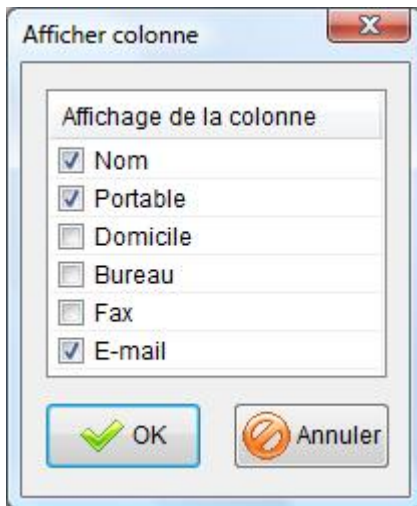 Afficher colonne
Affichage de la colonne
Nom
Portable
Domicile
Bureau
Fax
E-mail
OK
Annuler